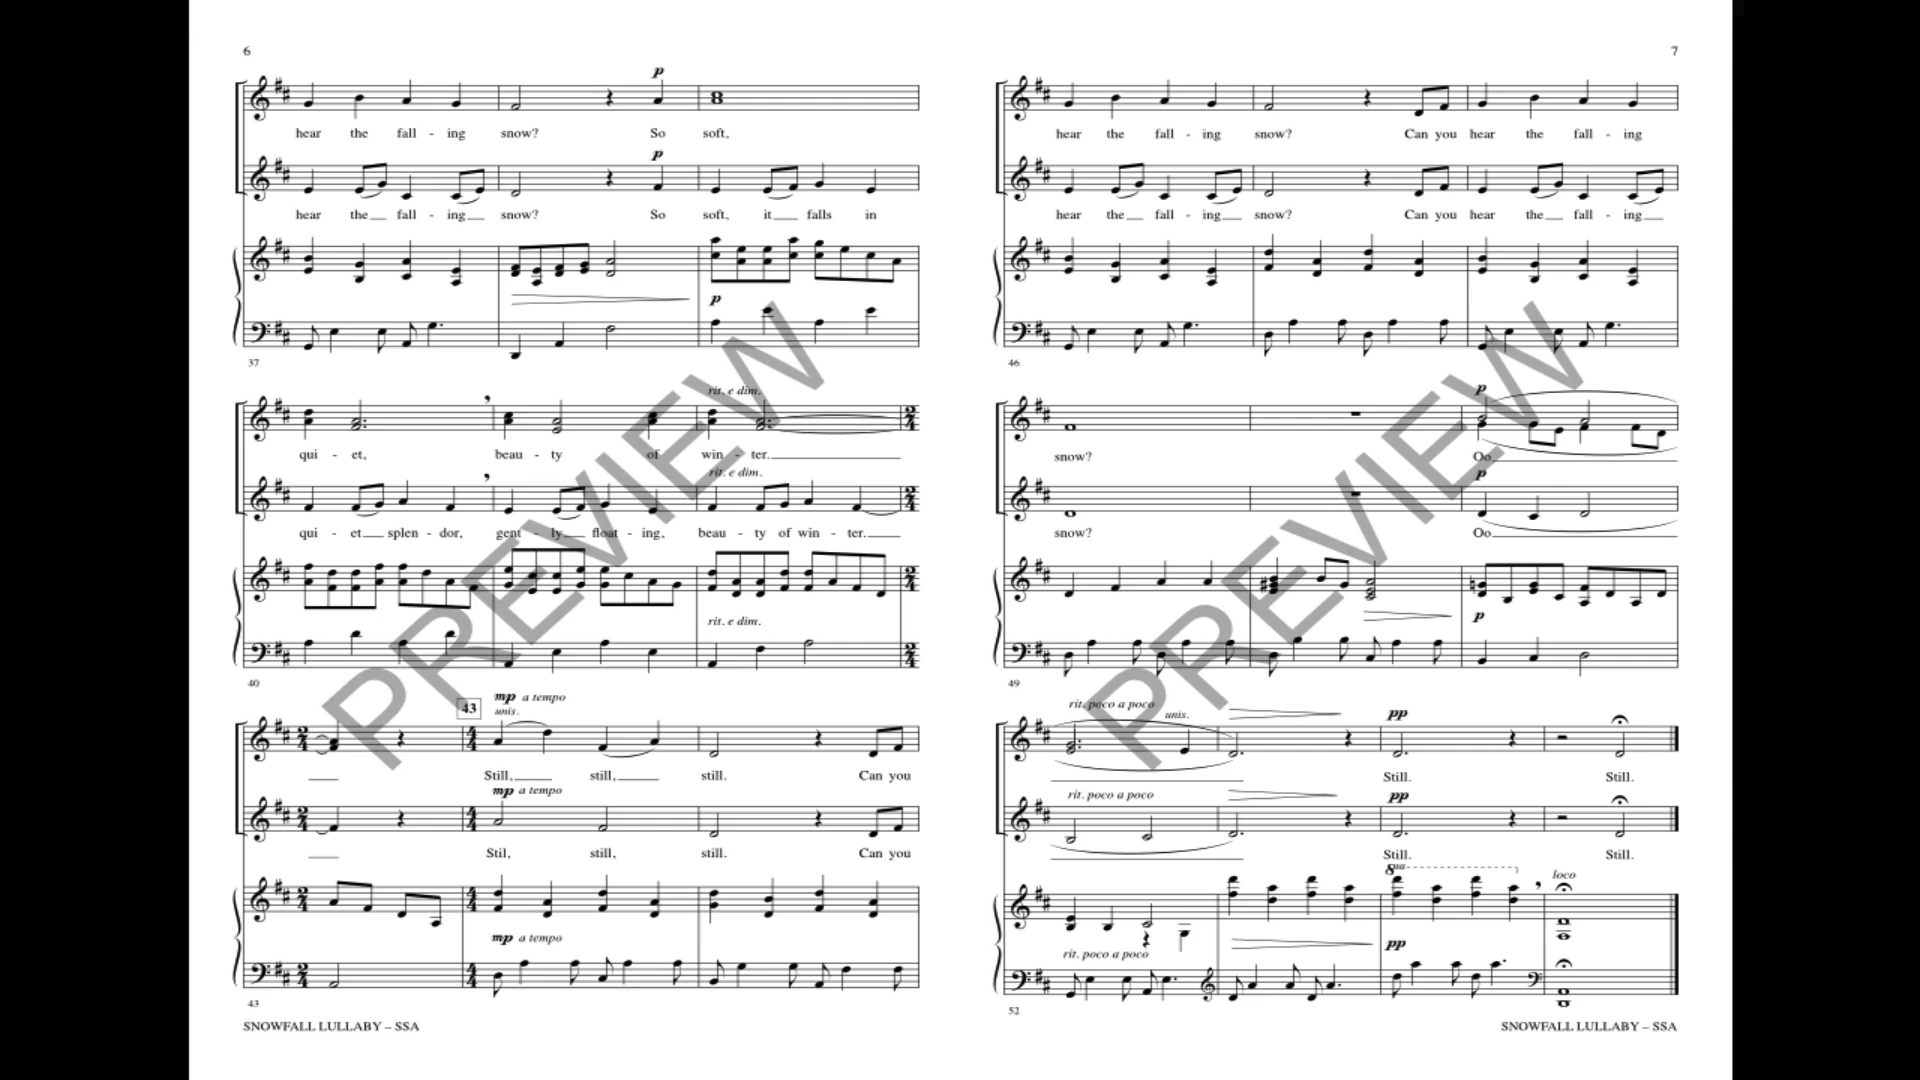 6
p
hear the fall - ing snow? So soft,
p
hear the fall - ing snow? So soft, it falls in
p
37
rit. e dim.
qui - et, beau - ty of win - ter.
rit. e dim.
qui - et splen - dor, gent - ly float - ing, beau - ty of win - ter.
rit. e dim.
40
43 mp a tempo
unis.
Still, still, still. Can you
mp a tempo
Stil, still, still. Can you
mp a tempo
43
SNOWFALL LULLABY – SSA
7
hear the fall - ing snow? Can you hear the fall - ing
hear the fall - ing snow? Can you hear the fall - ing
46
p
snow? Oo
p
snow? Oo
p
49
rit. poco a poco unis. pp
Still. Still.
rit. poco a poco pp
Still. Still.
8va loco
rit. poco a poco pp
52
SNOWFALL LULLABY – SSA
PREVIEW
PREVIEW